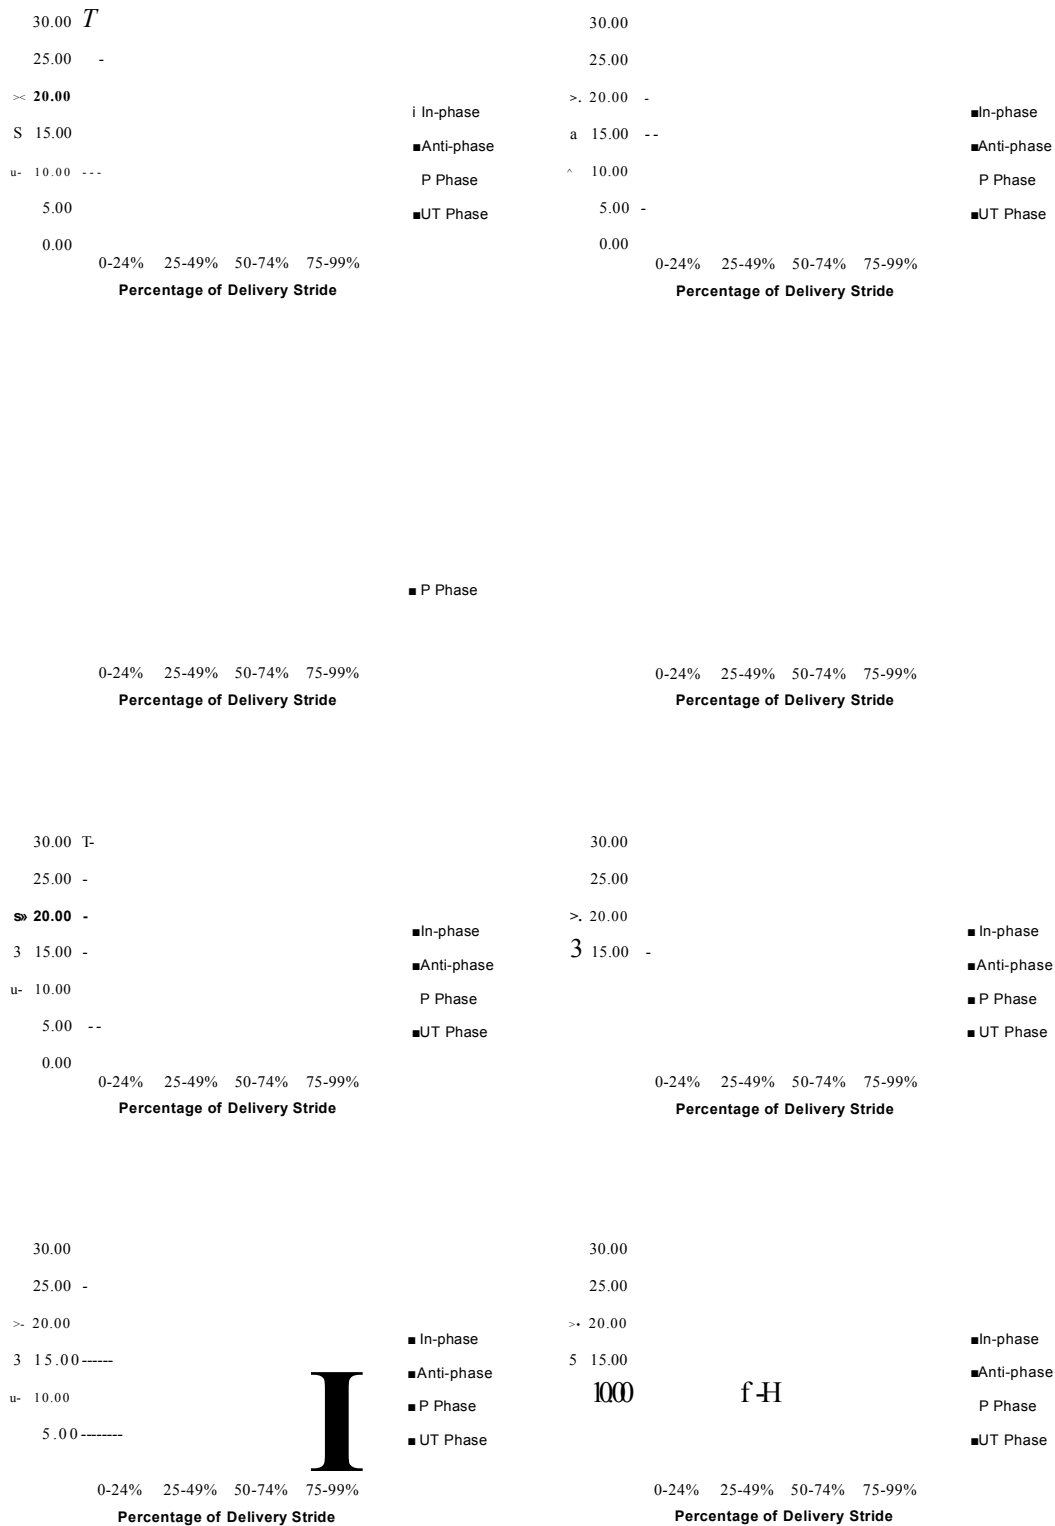 30.00 T
25.00 -
>< 20.00
S 15.00
u- 10.00 ---
5.00
0.00
i In-phase
■Anti-phase
P Phase
■UT Phase
0-24% 25-49% 50-74% 75-99%
Percentage of Delivery Stride
30.00
25.00
>. 20.00 -
a 15.00 --
^ 10.00
5.00 -
0.00
■In-phase
■Anti-phase
P Phase
■UT Phase
0-24% 25-49% 50-74% 75-99%
Percentage of Delivery Stride
■ P Phase
0-24% 25-49% 50-74% 75-99%
Percentage of Delivery Stride
0-24% 25-49% 50-74% 75-99%
Percentage of Delivery Stride
30.00 T-
25.00 -
s» 20.00 -
3 15.00 -
u- 10.00
5.00 --
0.00
■In-phase
■Anti-phase
P Phase
■UT Phase
0-24% 25-49% 50-74% 75-99%
Percentage of Delivery Stride
30.00
25.00
>. 20.00
3 15.00 -
■ In-phase
■Anti-phase
■ P Phase
■ UT Phase
0-24% 25-49% 50-74% 75-99%
Percentage of Delivery Stride
30.00
25.00 -
>- 20.00
3 15.00------
u- 10.00
5.00--------
I
■ In-phase
■Anti-phase
■ P Phase
■ UT Phase
0-24% 25-49% 50-74% 75-99%
Percentage of Delivery Stride
30.00
25.00
>• 20.00
5 15.00
10.00 f-H
■In-phase
■Anti-phase
P Phase
■UT Phase
0-24% 25-49% 50-74% 75-99%
Percentage of Delivery Stride